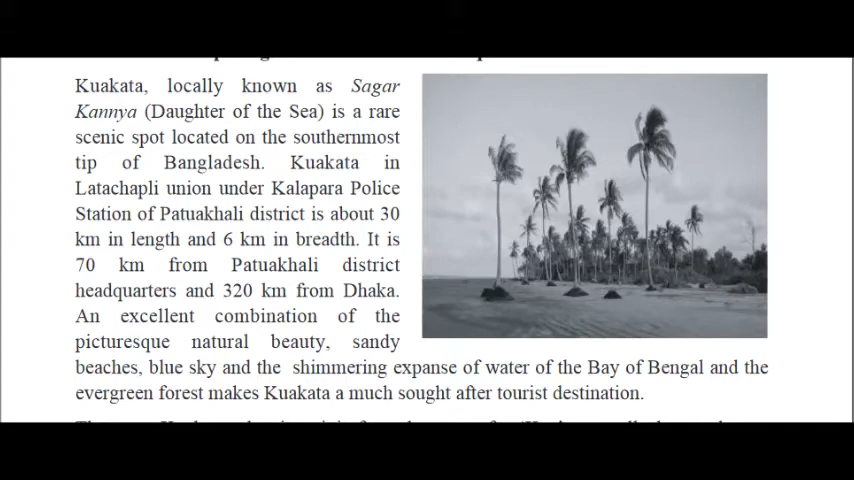 Kuakata, locally known as Sagar
Kannya (Daughter of the Sea) is a rare
scenic spot located on the southernmost
tip of Bangladesh. Kuakata in
Latachapli union under Kalapara Police
Station of Patuakhali district is about 30
km in length and 6 km in breadth. It is
70 km from Patuakhali district
headquarters and 320 km from Dhaka.
An excellent combination of the
picturesque natural beauty, sandy
beaches, blue sky and the shimmering expanse of water of the Bay of Bengal and the
evergreen forest makes Kuakata a much sought after tourist destination.